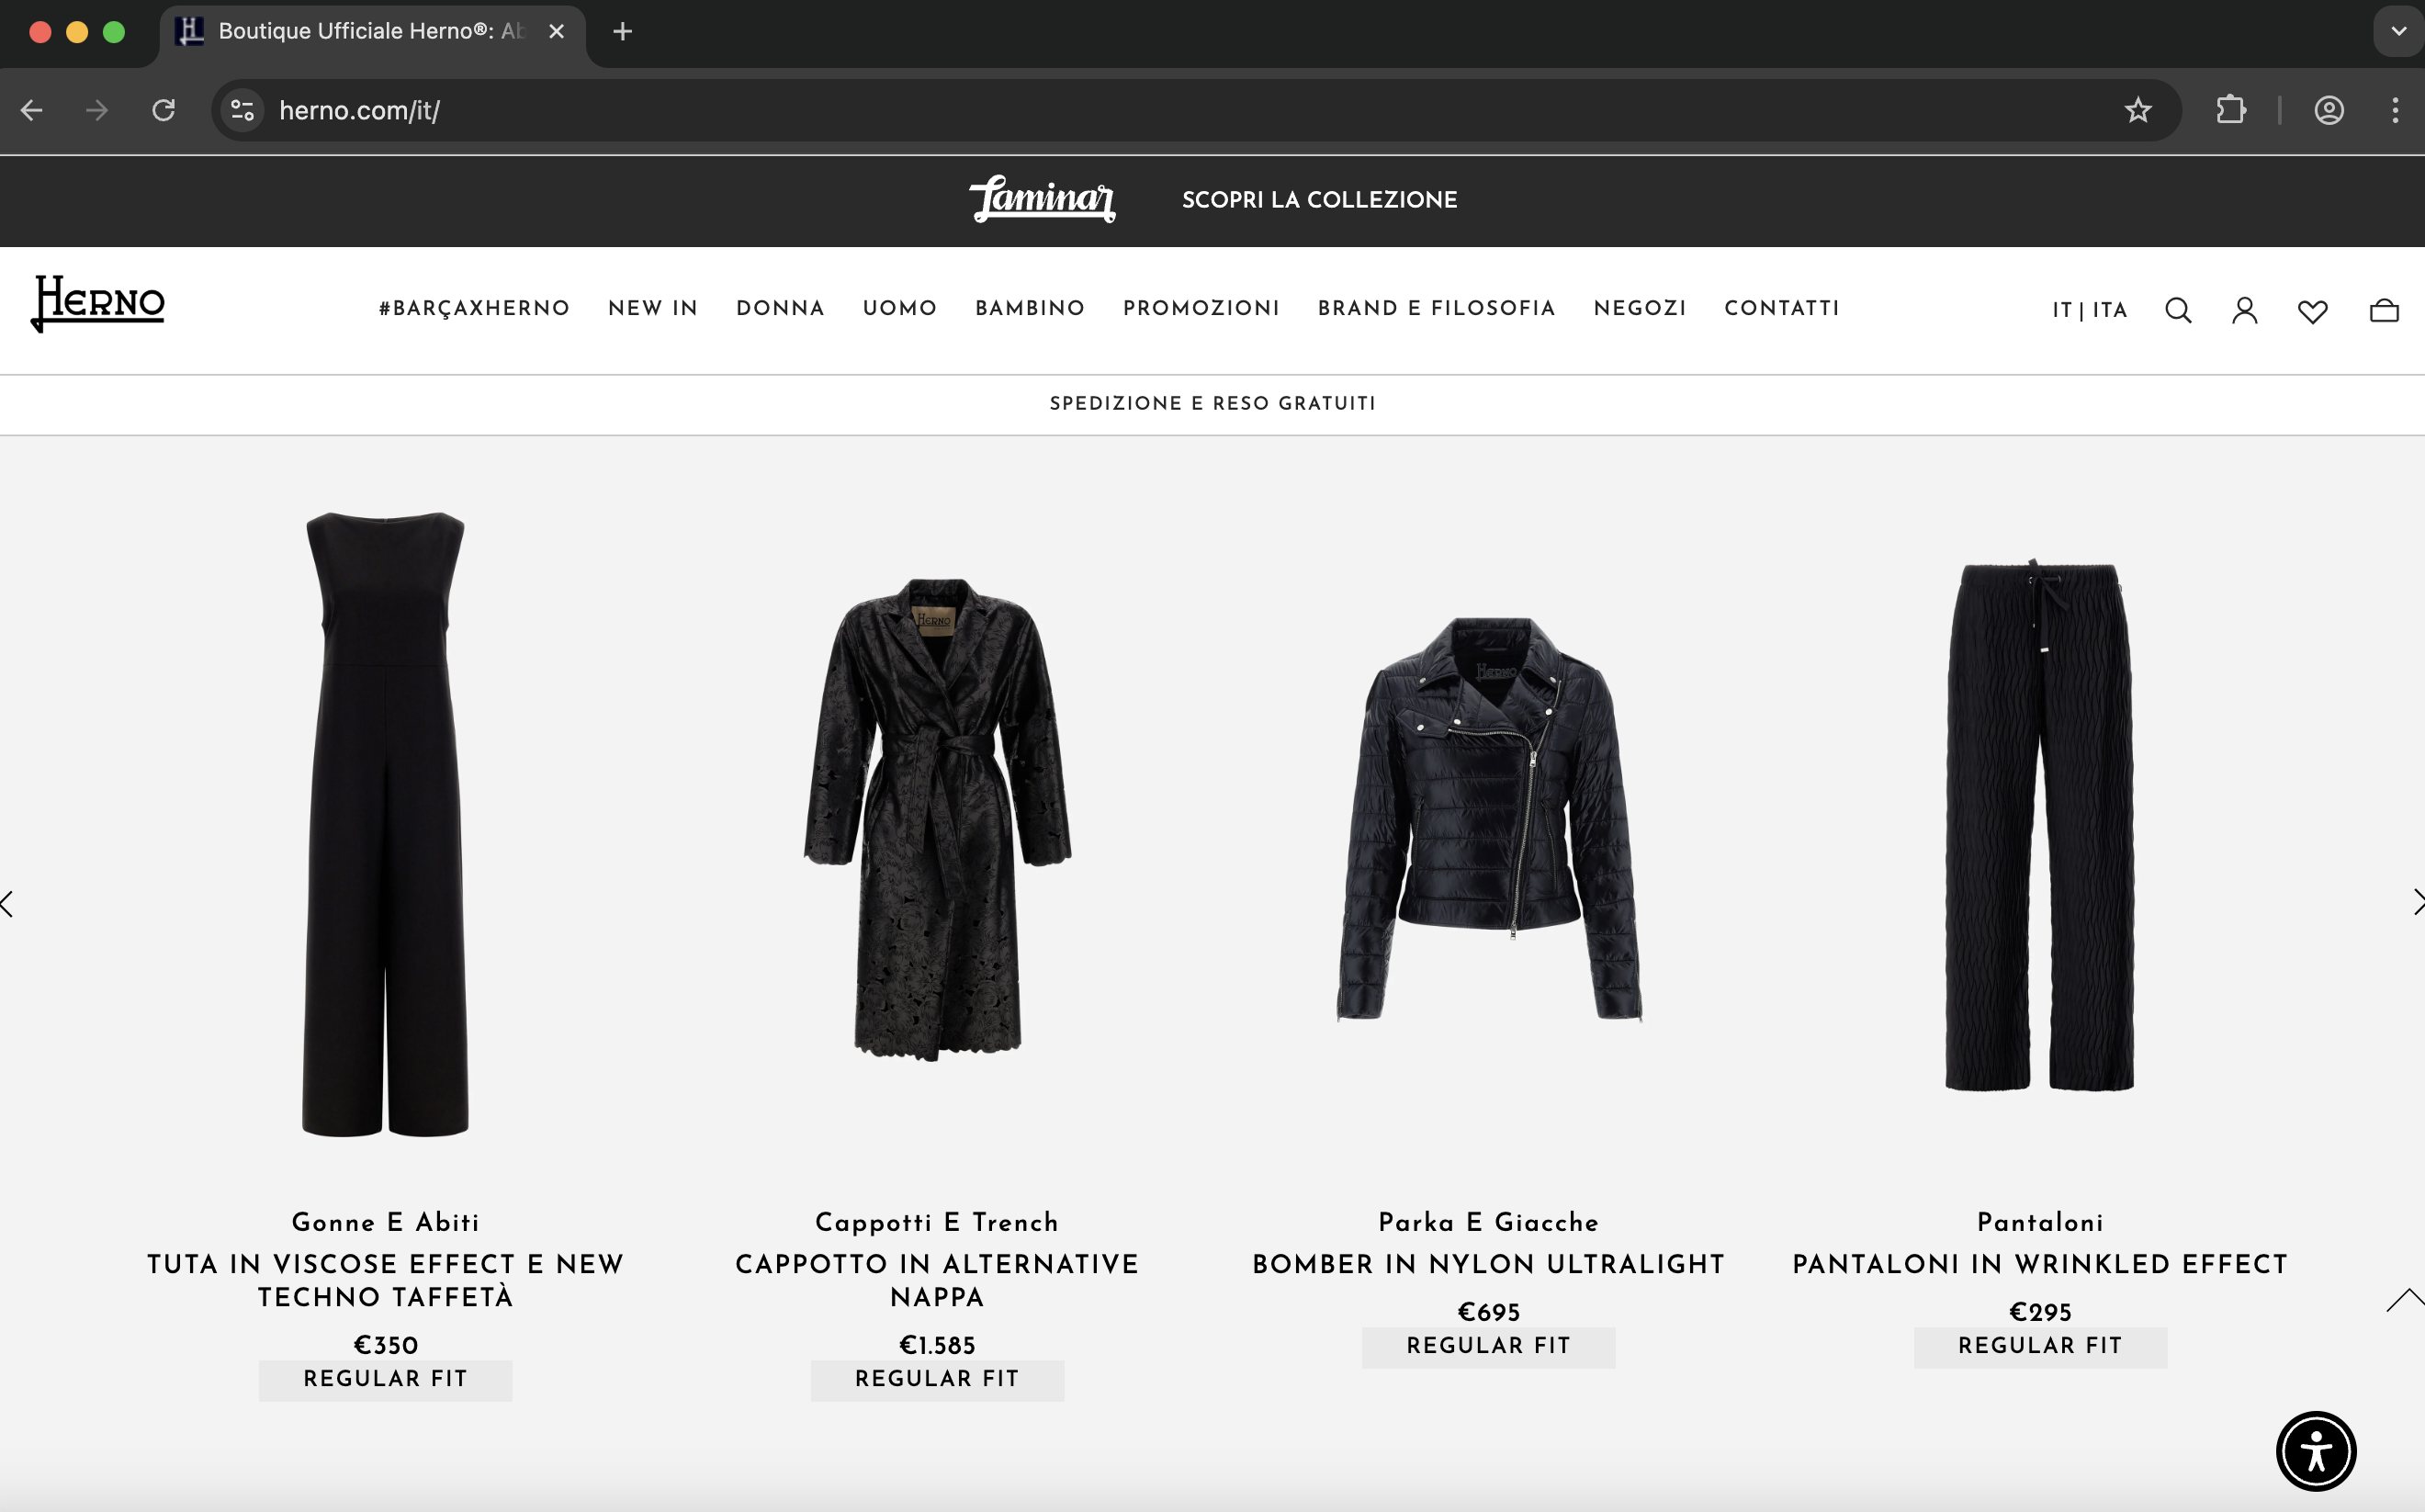 Boutique Ufficiale Herno®: Ab
herno.com/it/
Laminar SCOPRI LA COLLEZIONE
HERNO #BARÇAXHERNO NEW IN DONNA UOMO BAMBINO PROMOZIONI BRAND E FILOSOFIA NEGOZI CONTATTI IT | ITA
SPEDIZIONE E RESO GRATUITI
HERNO
HERNO
Gonne E Abiti
TUTA IN VISCOSE EFFECT E NEW
TECHNO TAFFETÀ
€350
REGULAR FIT
Cappotti E Trench
CAPPOTTO IN ALTERNATIVE
NAPPA
€1.585
REGULAR FIT
Parka E Giacche
BOMBER IN NYLON ULTRALIGHT
€695
REGULAR FIT
Pantaloni
PANTALONI IN WRINKLED EFFECT
€295
REGULAR FIT